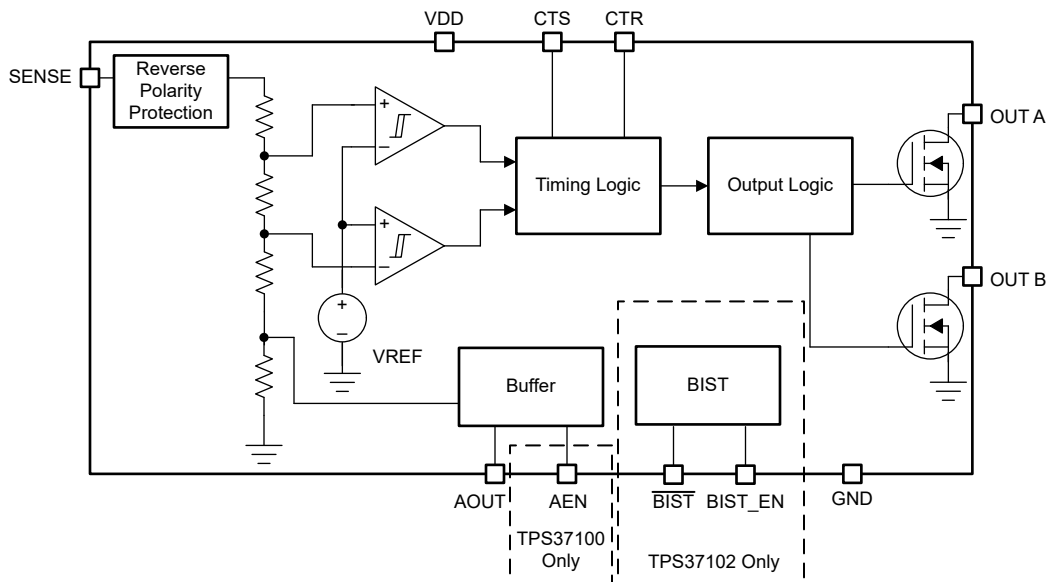 VDD
CTS
CTR
SENSE
Reverse
Polarity
Protection
+
−
+
−
Timing Logic
Output Logic
OUT A
OUT B
+
−
VREF
Buffer
BIST
AOUT
AEN
BIST
BIST_EN
GND
TPS37100
Only
TPS37102 Only